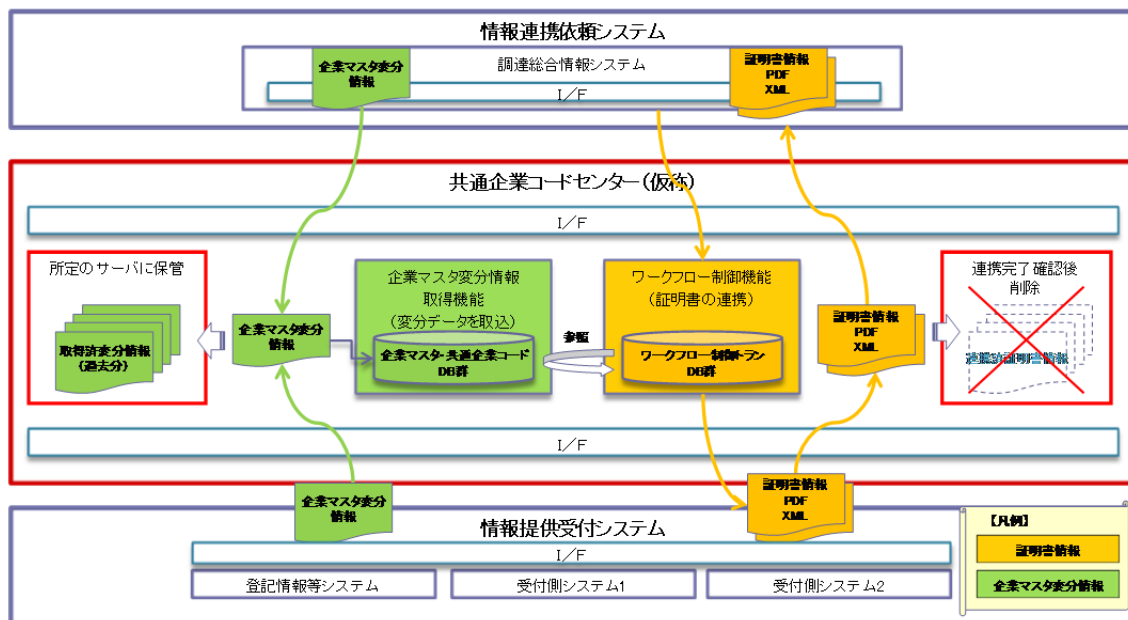 情報連携依頼システム
調達総合情報システム
企業マスタ変分
情報
証明書情報
PDF
XML
I/F
共通企業コードセンター(仮称)
I/F
所定のサーバに保管
取得済変分情報
(過去分)
企業マスタ変分
情報
企業マスタ変分情報
取得機能
(変分データを取込)
企業マスタ・共通企業コード
DB群
参照
ワークフロー制御機能
(証明書の連携)
ワークフロー制御トラン
DB群
証明書情報
PDF
XML
連携完了確認後
削除
連携済証明書情報
I/F
企業マスタ変分
情報
証明書情報
PDF
XML
情報提供受付システム
I/F
登記情報等システム
受付側システム1
受付側システム2
【凡例】
証明書情報
企業マスタ変分情報